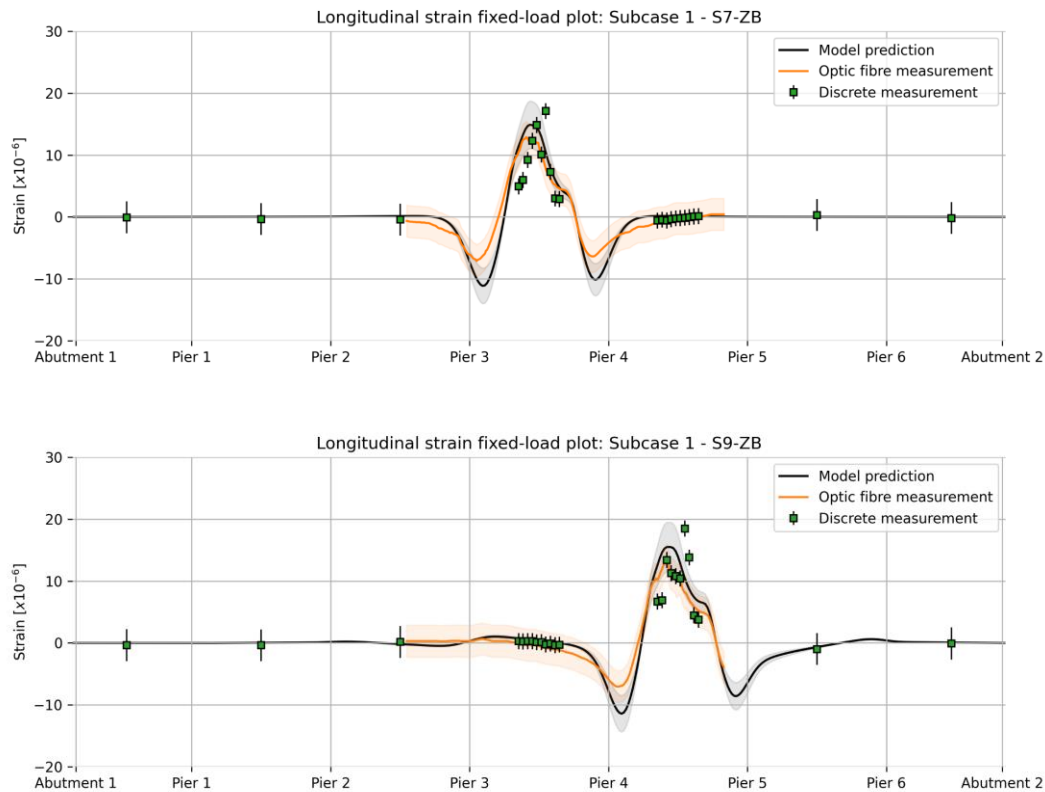 Longitudinal strain fixed-load plot: Subcase 1 - S7-ZB
30
20
10
0
−10
−20
Strain [x10⁻⁶]
Model prediction
Optic fibre measurement
Discrete measurement
Abutment 1 Pier 1 Pier 2 Pier 3 Pier 4 Pier 5 Pier 6 Abutment 2
Longitudinal strain fixed-load plot: Subcase 1 - S9-ZB
30
20
10
0
−10
−20
Strain [x10⁻⁶]
Model prediction
Optic fibre measurement
Discrete measurement
Abutment 1 Pier 1 Pier 2 Pier 3 Pier 4 Pier 5 Pier 6 Abutment 2